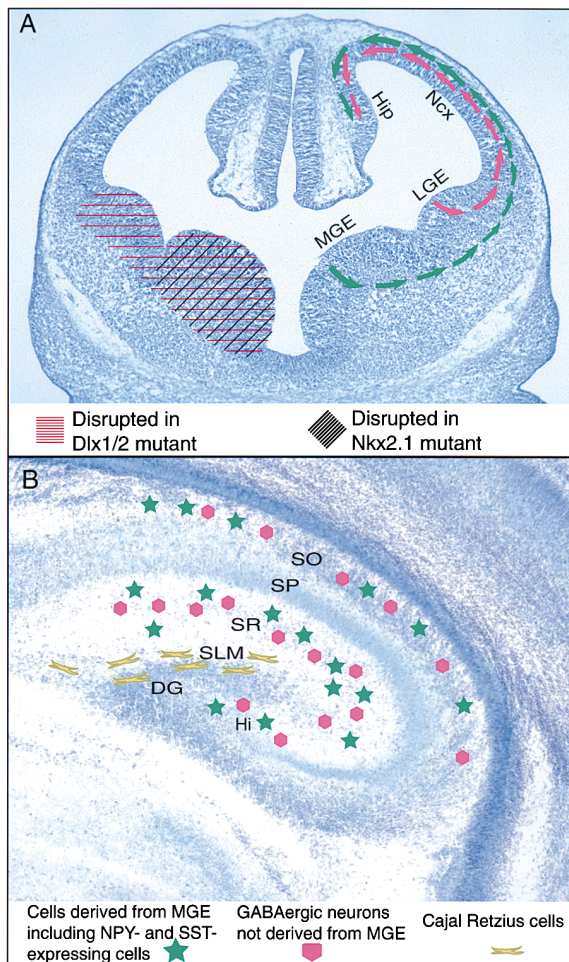 A
Hip
Ncx
LGE
MGE
Disrupted in
Dlx1/2 mutant
Disrupted in
Nkx2.1 mutant
B
SO
SP
SR
SLM
DG
Hi
Cells derived from MGE
including NPY- and SST-
expressing cells
GABAergic neurons
not derived from MGE
Cajal Retzius cells